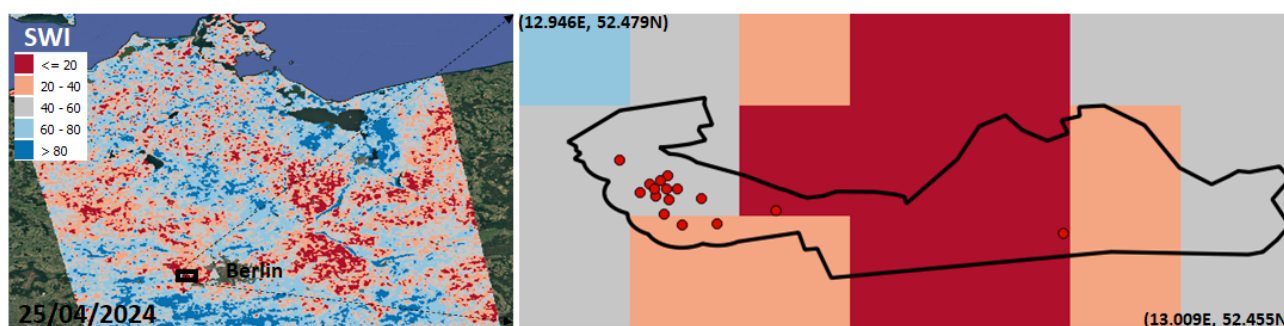 SWI
<= 20
20 - 40
40 - 60
60 - 80
> 80
Berlin
25/04/2024
(12.946E, 52.479N)
(13.009E, 52.455N)